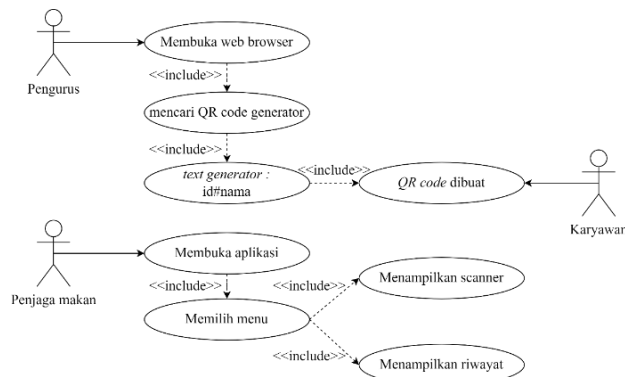 Membuka web browser
<<include>>
Pengurus
mencari QR code generator
<<include>>
<<include>>
text generator :
id#nama
QR code dibuat
Karyawan
Membuka aplikasi
<<include>>
<<include>>
Menampilkan scanner
Penjaga makan
Memilih menu
<<include>>
Menampilkan riwayat